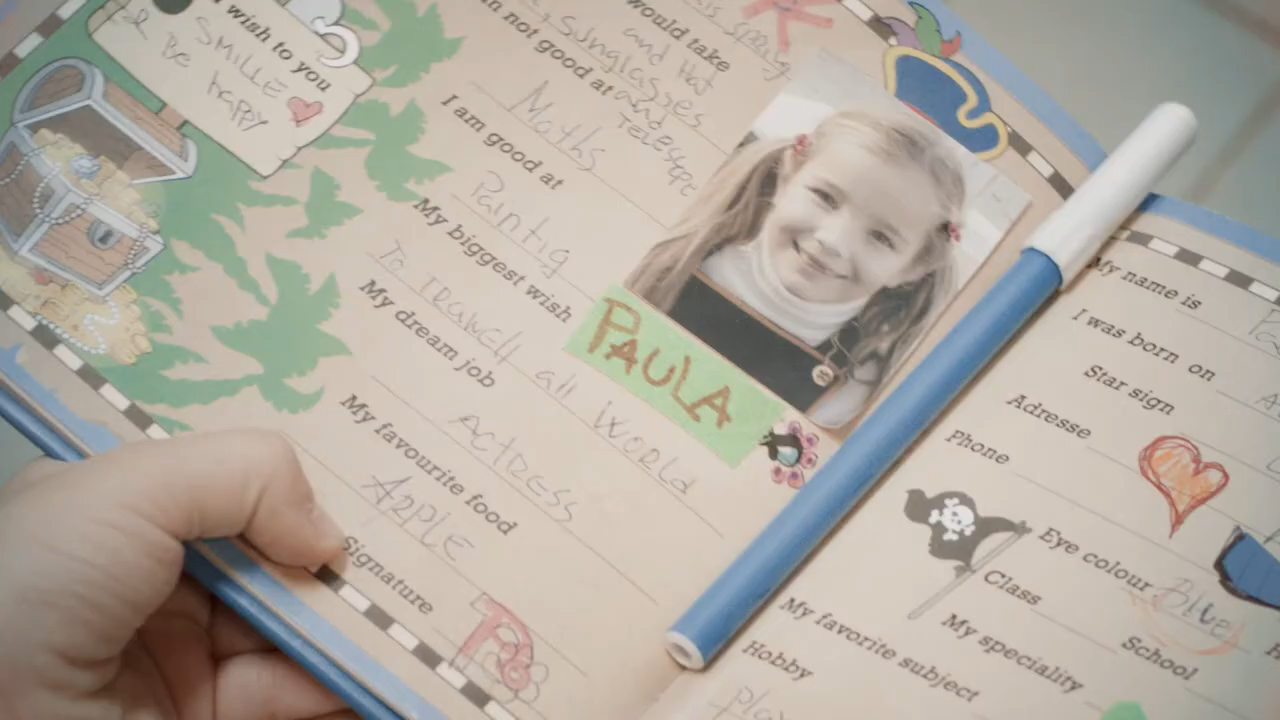 I wish to you
SMILLE
& Be
hAPPY
would take
and Hat
Sunglasses
and
Telescope
in not good at
Maths
I am good at
Paintig
My biggest wish
To TRAWELL all WORLD
My dream job
ACTRESS
My favourite food
APPLE
Signature
PAULA
My name is
I was born on
Star sign
Adresse
Phone
Eye colour Blue
Class
School
My speciality
My favorite subject
Hobby